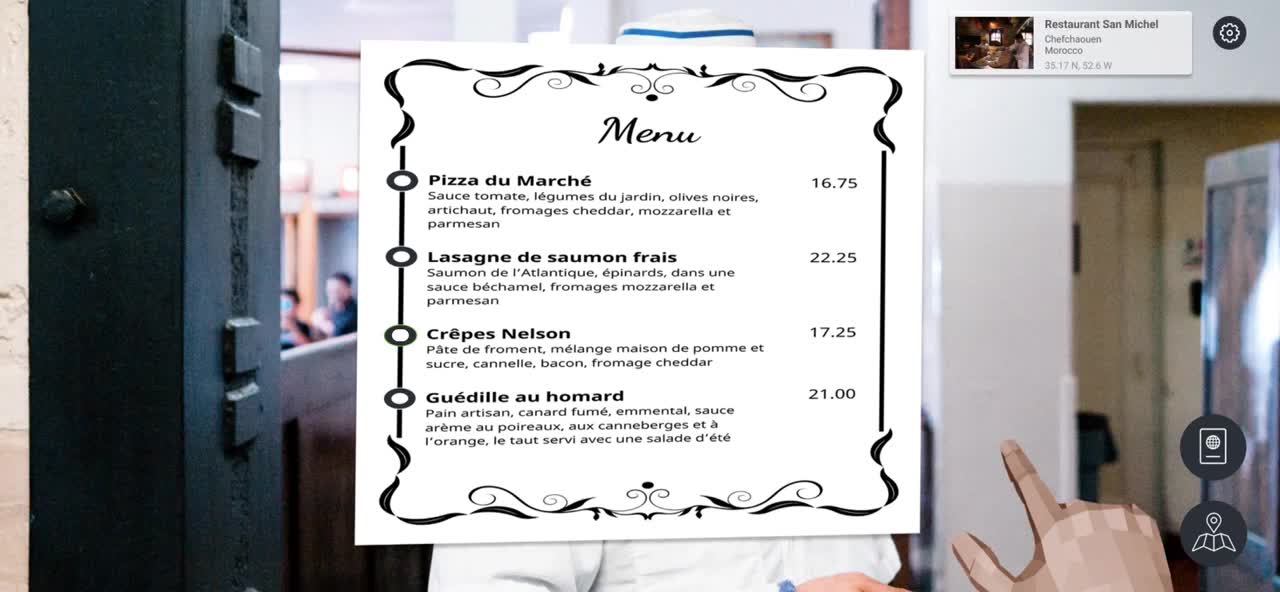 Restaurant San Michel
Chefchaouen
Morocco
35.17 N, 52.6 W
Menu
Pizza du Marché 16.75
Sauce tomate, légumes du jardin, olives noires,
artichaut, fromages cheddar, mozzarella et
parmesan
Lasagne de saumon frais 22.25
Saumon de l'Atlantique, épinards, dans une
sauce béchamel, fromages mozzarella et
parmesan
Crêpes Nelson 17.25
Pâte de froment, mélange maison de pomme et
sucre, cannelle, bacon, fromage cheddar
Guédille au homard 21.00
Pain artisan, canard fumé, emmental, sauce
arème au poireaux, aux canneberges et à
l'orange, le taut servi avec une salade d'été